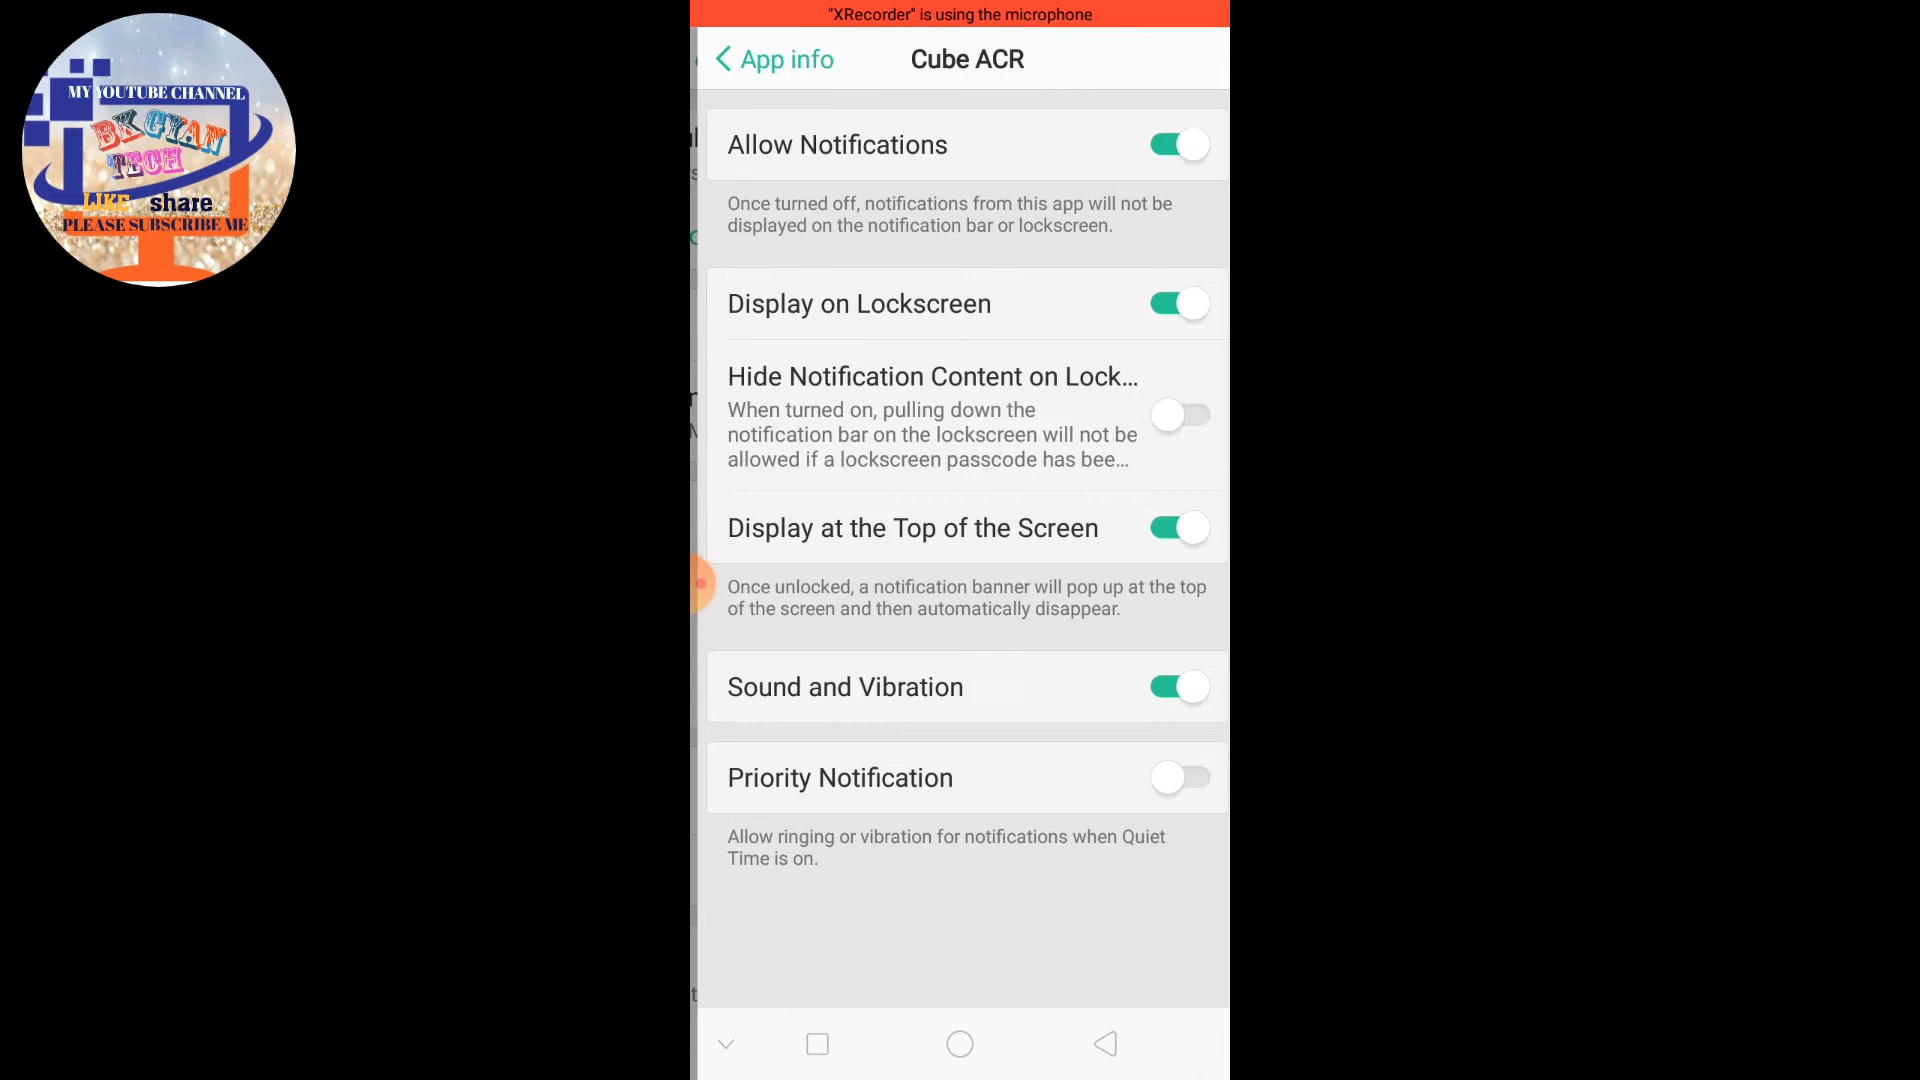 MY YOUTUBE CHANNEL
BK GYAN
TECH
LIKE share
PLEASE SUBSCRIBE ME
"XRecorder" is using the microphone
App info
Cube ACR
Allow Notifications
Once turned off, notifications from this app will not be
displayed on the notification bar or lockscreen.
Display on Lockscreen
Hide Notification Content on Lock...
When turned on, pulling down the
notification bar on the lockscreen will not be
allowed if a lockscreen passcode has bee...
Display at the Top of the Screen
Once unlocked, a notification banner will pop up at the top
of the screen and then automatically disappear.
Sound and Vibration
Priority Notification
Allow ringing or vibration for notifications when Quiet
Time is on.